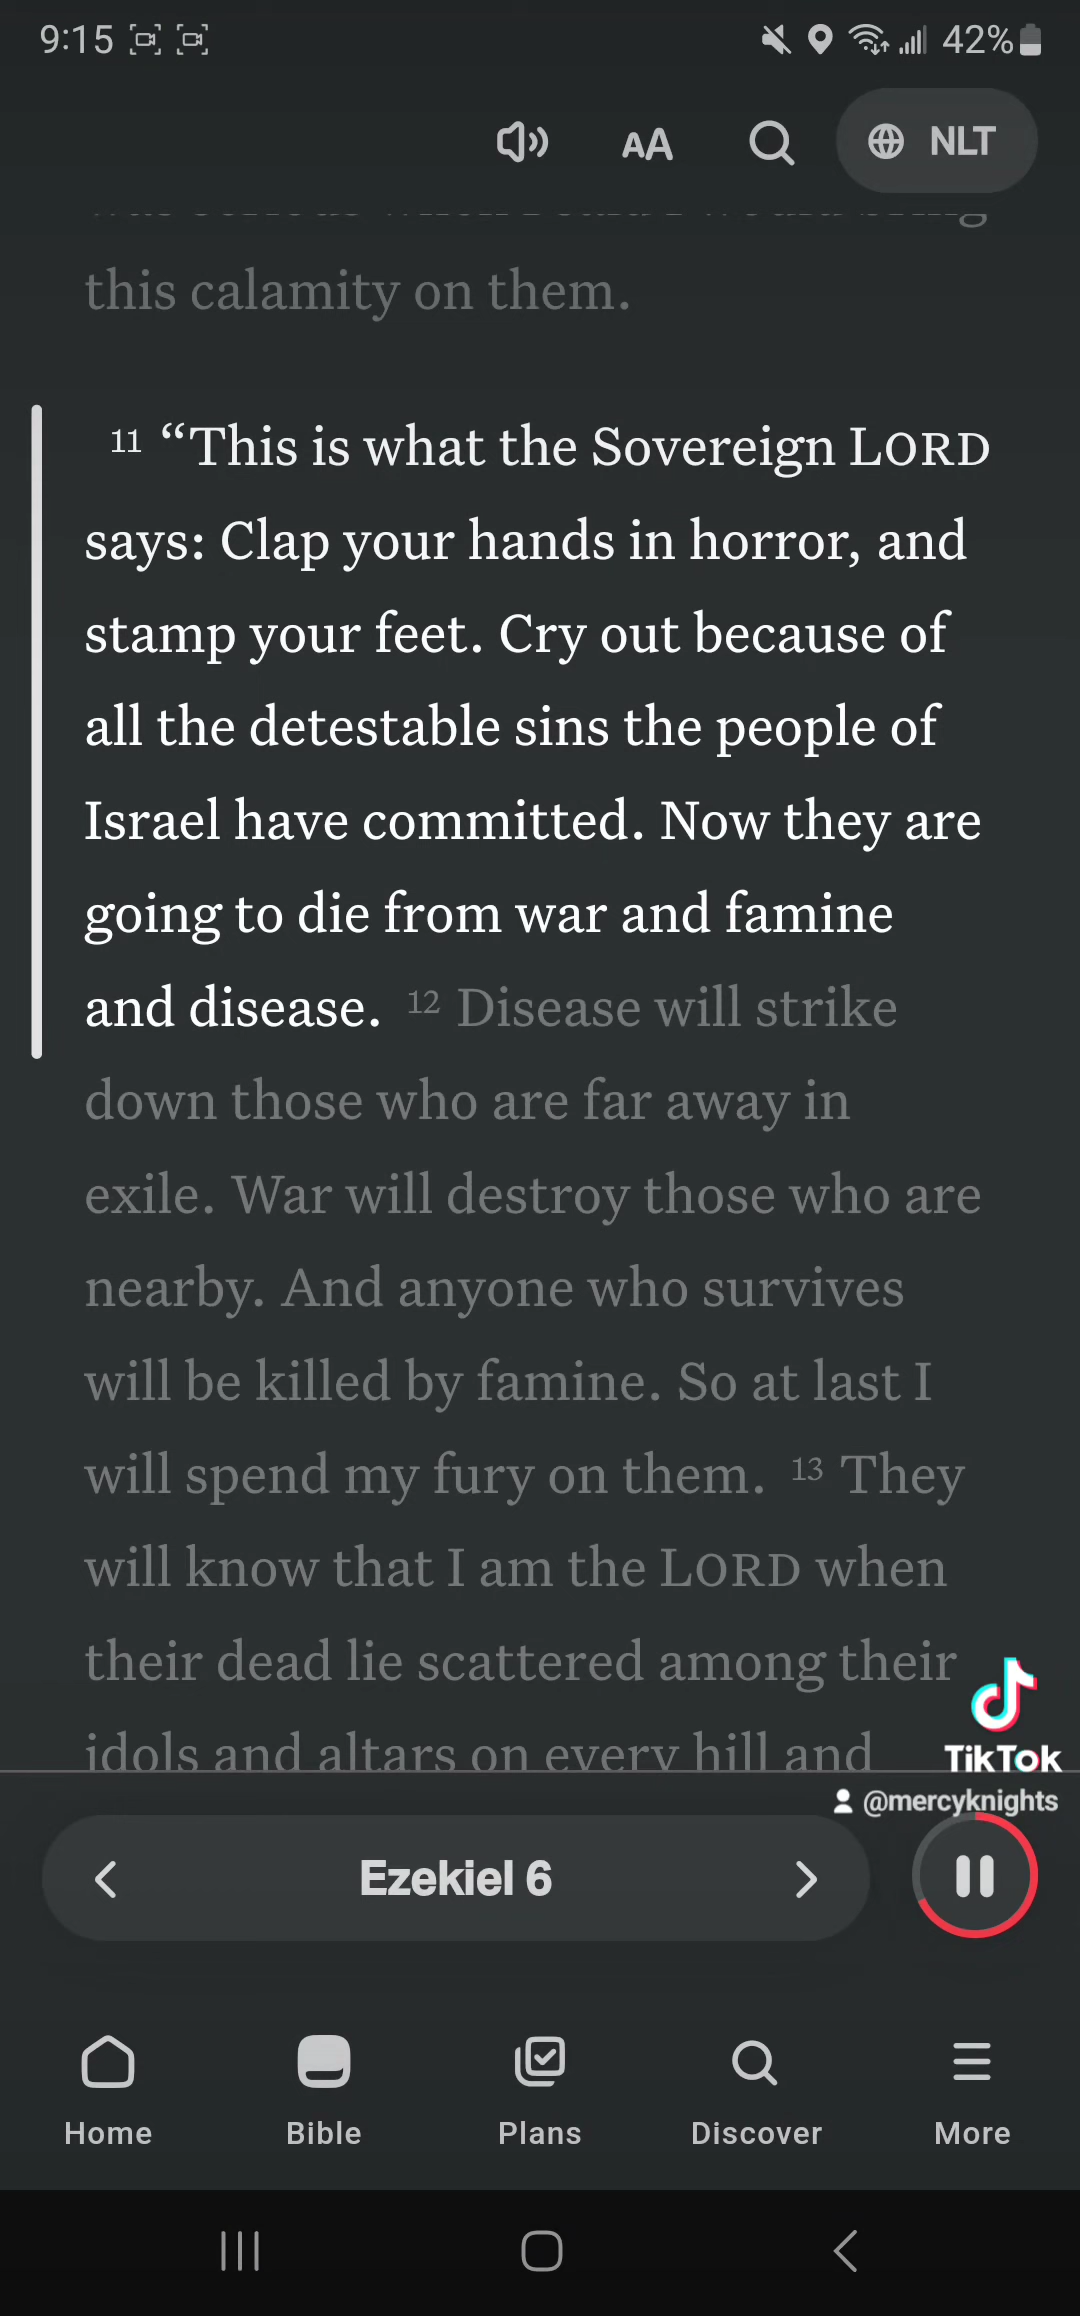 9:15 42%
NLT
this calamity on them.
11 “This is what the Sovereign LORD
says: Clap your hands in horror, and
stamp your feet. Cry out because of
all the detestable sins the people of
Israel have committed. Now they are
going to die from war and famine
and disease. 12 Disease will strike
down those who are far away in
exile. War will destroy those who are
nearby. And anyone who survives
will be killed by famine. So at last I
will spend my fury on them. 13 They
will know that I am the LORD when
their dead lie scattered among their
idols and altars on every hill and
TikTok
@mercyknights
Ezekiel 6
Home Bible Plans Discover More